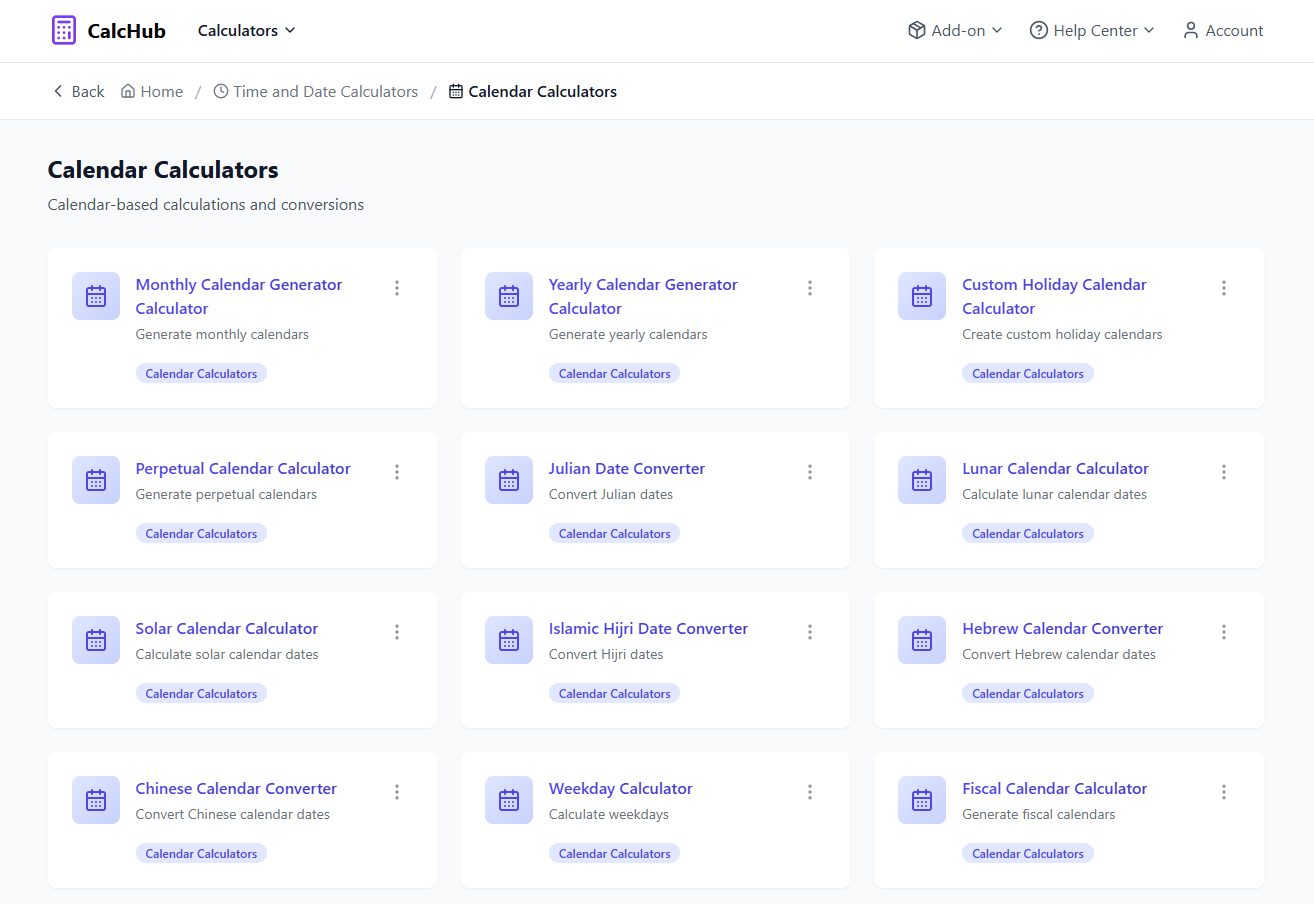 CalcHub Calculators Add-on Help Center Account
Back Home / Time and Date Calculators / Calendar Calculators
Calendar Calculators
Calendar-based calculations and conversions
Monthly Calendar Generator
Calculator
Generate monthly calendars
Calendar Calculators
Yearly Calendar Generator
Calculator
Generate yearly calendars
Calendar Calculators
Custom Holiday Calendar
Calculator
Create custom holiday calendars
Calendar Calculators
Perpetual Calendar Calculator
Generate perpetual calendars
Calendar Calculators
Julian Date Converter
Convert Julian dates
Calendar Calculators
Lunar Calendar Calculator
Calculate lunar calendar dates
Calendar Calculators
Solar Calendar Calculator
Calculate solar calendar dates
Calendar Calculators
Islamic Hijri Date Converter
Convert Hijri dates
Calendar Calculators
Hebrew Calendar Converter
Convert Hebrew calendar dates
Calendar Calculators
Chinese Calendar Converter
Convert Chinese calendar dates
Calendar Calculators
Weekday Calculator
Calculate weekdays
Calendar Calculators
Fiscal Calendar Calculator
Generate fiscal calendars
Calendar Calculators